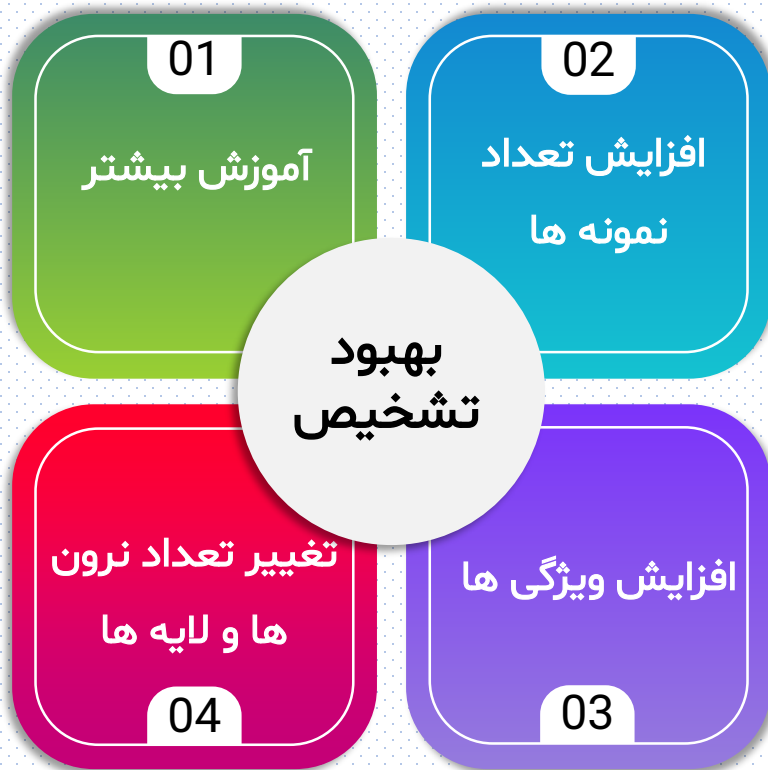 01
آموزش بیشتر
02
افزایش تعداد
نمونه ها
بهبود
تشخیص
03
افزایش ویژگی ها
04
تغییر تعداد نرون
ها و لایه ها